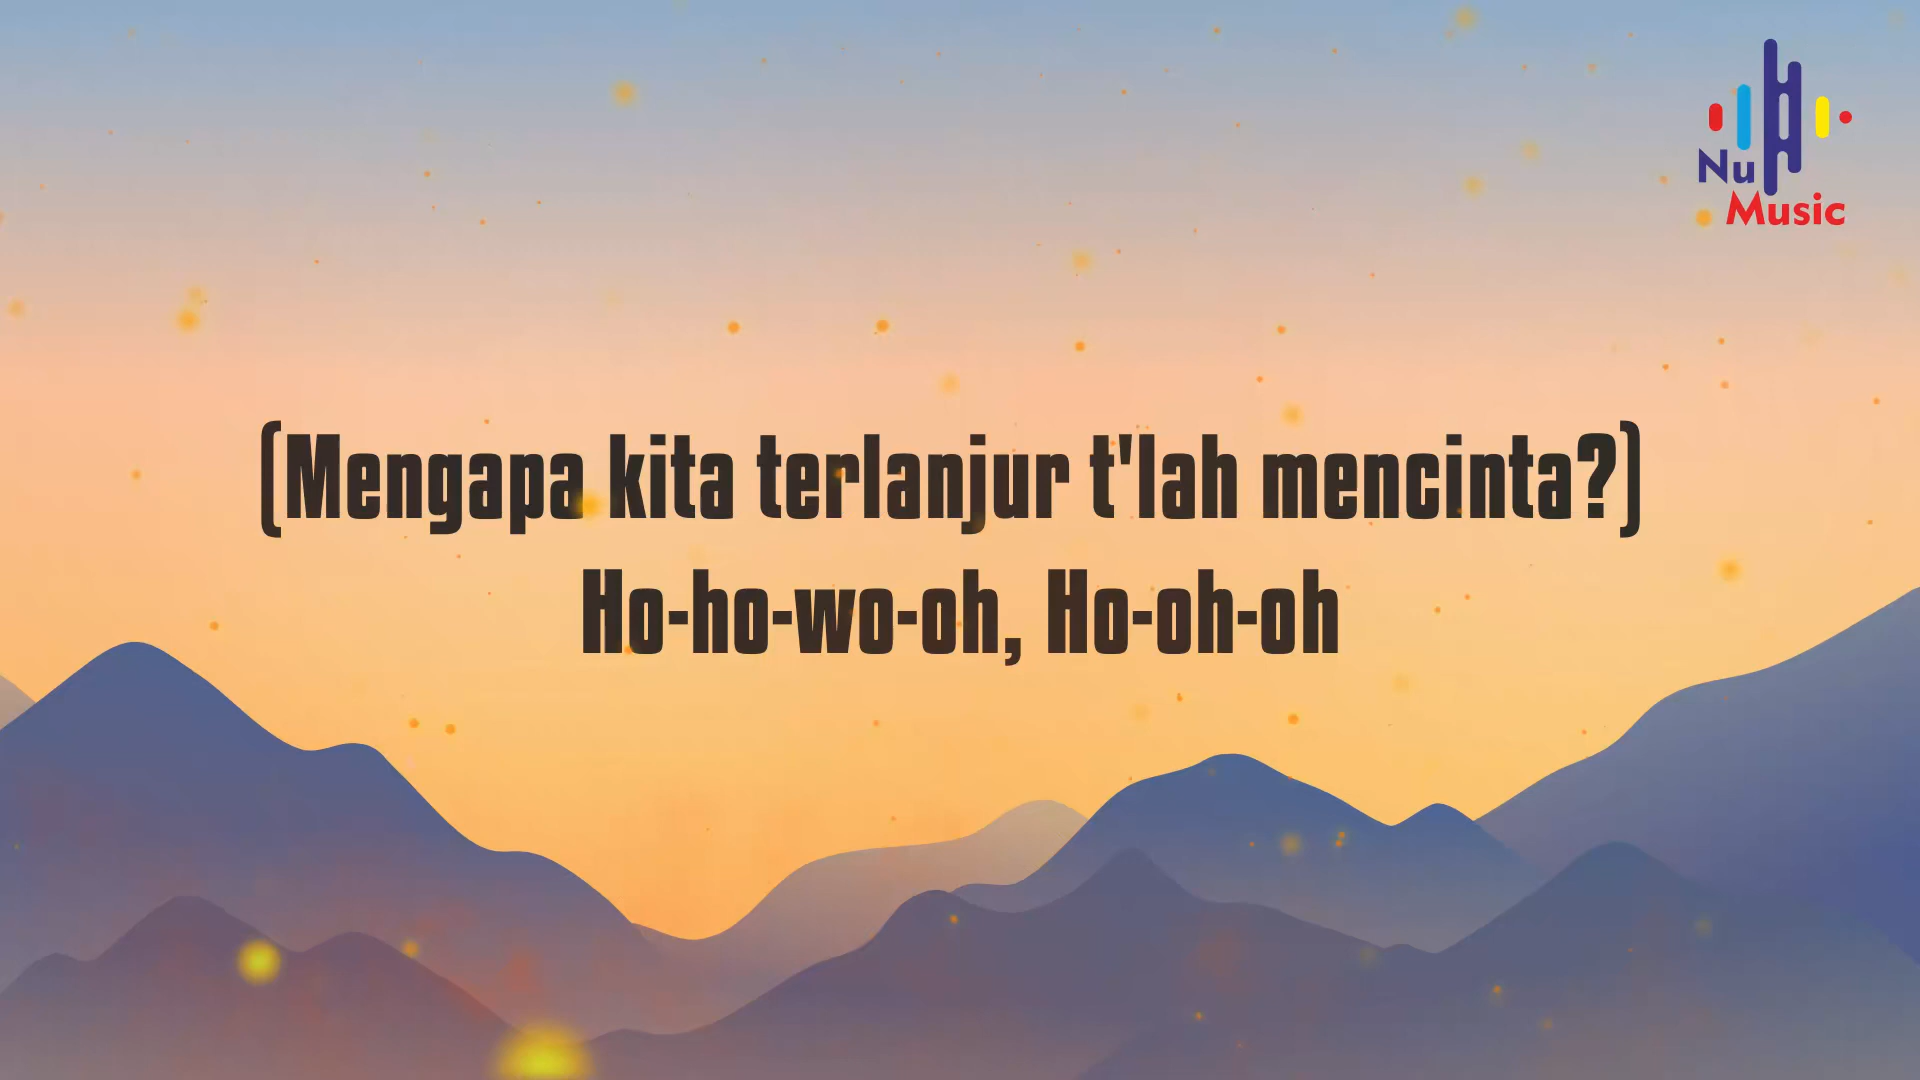 Nu
Music
(Mengapa kita terlanjur t'lah mencinta?)
Ho-ho-wo-oh, Ho-oh-oh